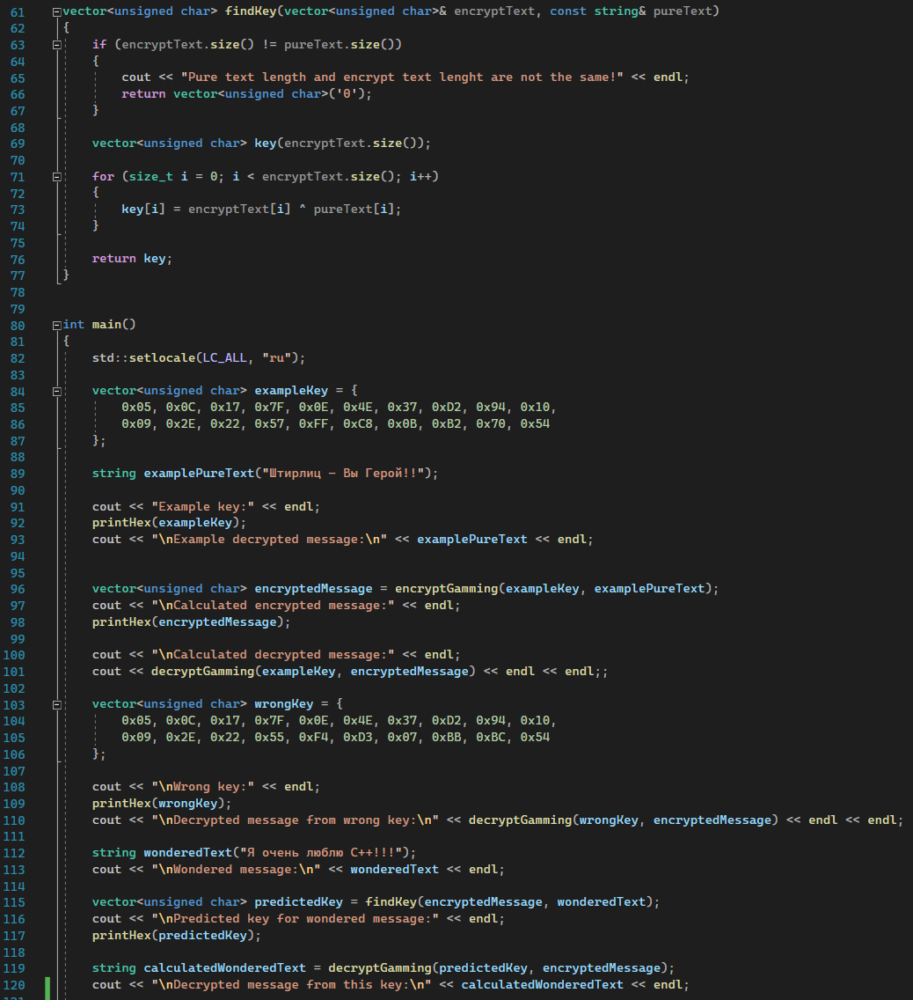 61 vector<unsigned char> findKey(vector<unsigned char>& encryptText, const string& pureText)
62 {
63     if (encryptText.size() != pureText.size())
64     {
65         cout << "Pure text length and encrypt text lenght are not the same!" << endl;
66         return vector<unsigned char>('0');
67     }
68
69     vector<unsigned char> key(encryptText.size());
70
71     for (size_t i = 0; i < encryptText.size(); i++)
72     {
73         key[i] = encryptText[i] ^ pureText[i];
74     }
75
76     return key;
77 }
78
79
80 int main()
81 {
82     std::setlocale(LC_ALL, "ru");
83
84     vector<unsigned char> exampleKey = {
85         0x05, 0x0C, 0x17, 0x7F, 0x0E, 0x4E, 0x37, 0xD2, 0x94, 0x10,
86         0x09, 0x2E, 0x22, 0x57, 0xFF, 0xC8, 0x0B, 0xB2, 0x70, 0x54
87     };
88
89     string examplePureText("Штирлиц – Вы Герой!!");
90
91     cout << "Example key:" << endl;
92     printHex(exampleKey);
93     cout << "\nExample decrypted message:\n" << examplePureText << endl;
94
95
96     vector<unsigned char> encryptedMessage = encryptGamming(exampleKey, examplePureText);
97     cout << "\nCalculated encrypted message:" << endl;
98     printHex(encryptedMessage);
99
100     cout << "\nCalculated decrypted message:" << endl;
101     cout << decryptGamming(exampleKey, encryptedMessage) << endl << endl;;
102
103     vector<unsigned char> wrongKey = {
104         0x05, 0x0C, 0x17, 0x7F, 0x0E, 0x4E, 0x37, 0xD2, 0x94, 0x10,
105         0x09, 0x2E, 0x22, 0x55, 0xF4, 0xD3, 0x07, 0xBB, 0xBC, 0x54
106     };
107
108     cout << "\nWrong key:" << endl;
109     printHex(wrongKey);
110     cout << "\nDecrypted message from wrong key:\n" << decryptGamming(wrongKey, encryptedMessage) << endl << endl;
111
112     string wonderedText("Я очень люблю С++!!!");
113     cout << "\nWondered message:\n" << wonderedText << endl;
114
115     vector<unsigned char> predictedKey = findKey(encryptedMessage, wonderedText);
116     cout << "\nPredicted key for wondered message:" << endl;
117     printHex(predictedKey);
118
119     string calculatedWonderedText = decryptGamming(predictedKey, encryptedMessage);
120     cout << "\nDecrypted message from this key:\n" << calculatedWonderedText << endl;